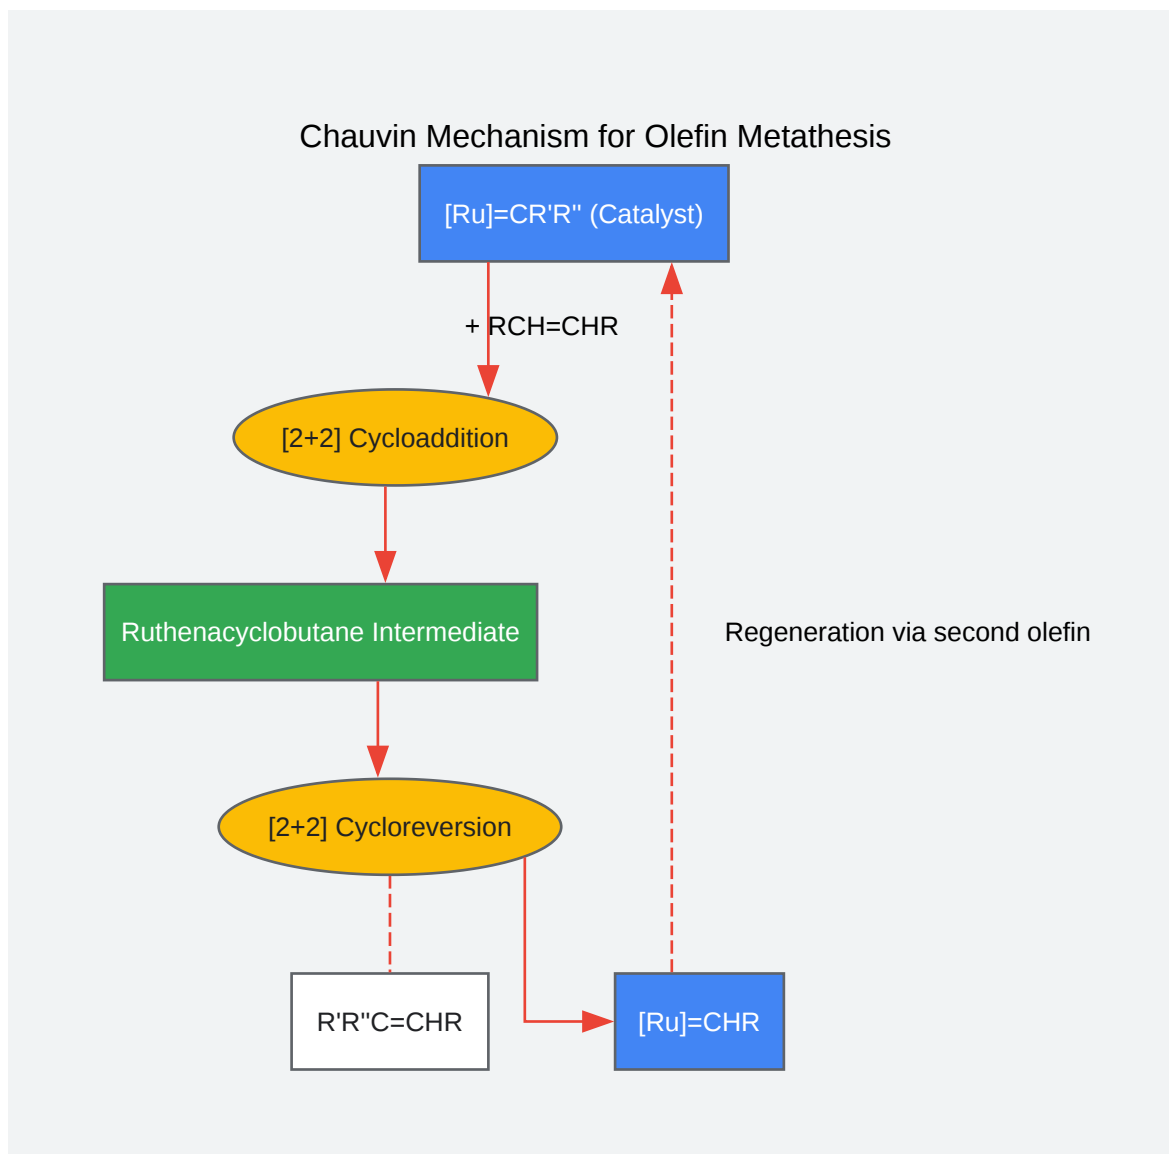 Chauvin Mechanism for Olefin Metathesis
[Ru]=CR'R'' (Catalyst)
+ RCH=CHR
[2+2] Cycloaddition
Ruthenacyclobutane Intermediate
Regeneration via second olefin
[2+2] Cycloreversion
R'R''C=CHR
[Ru]=CHR